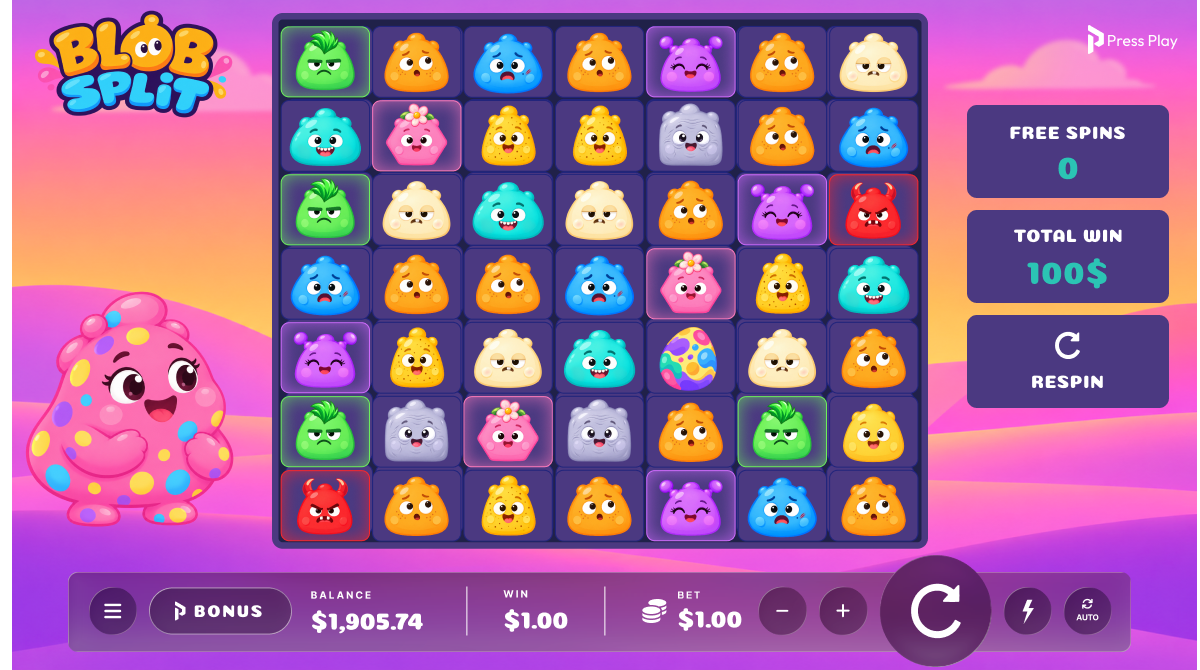 BLOB
SPLIT
Press Play
FREE SPINS
0
TOTAL WIN
100$
RESPIN
BONUS
BALANCE
$1,905.74
WIN
$1.00
BET
$1.00
AUTO